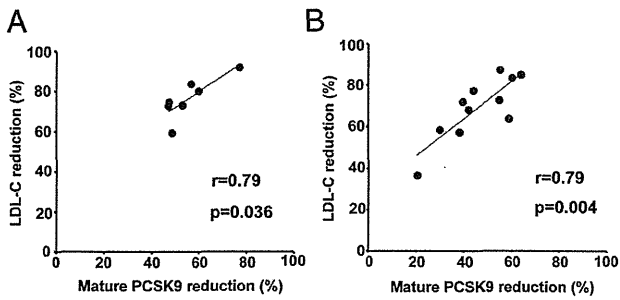 A
LDL-C reduction (%)
100
80
60
40
20
0
r=0.79
p=0.036
0 20 40 60 80 100
Mature PCSK9 reduction (%)
B
LDL-C reduction (%)
100
80
60
40
20
0
r=0.79
p=0.004
0 20 40 60 80 100
Mature PCSK9 reduction (%)